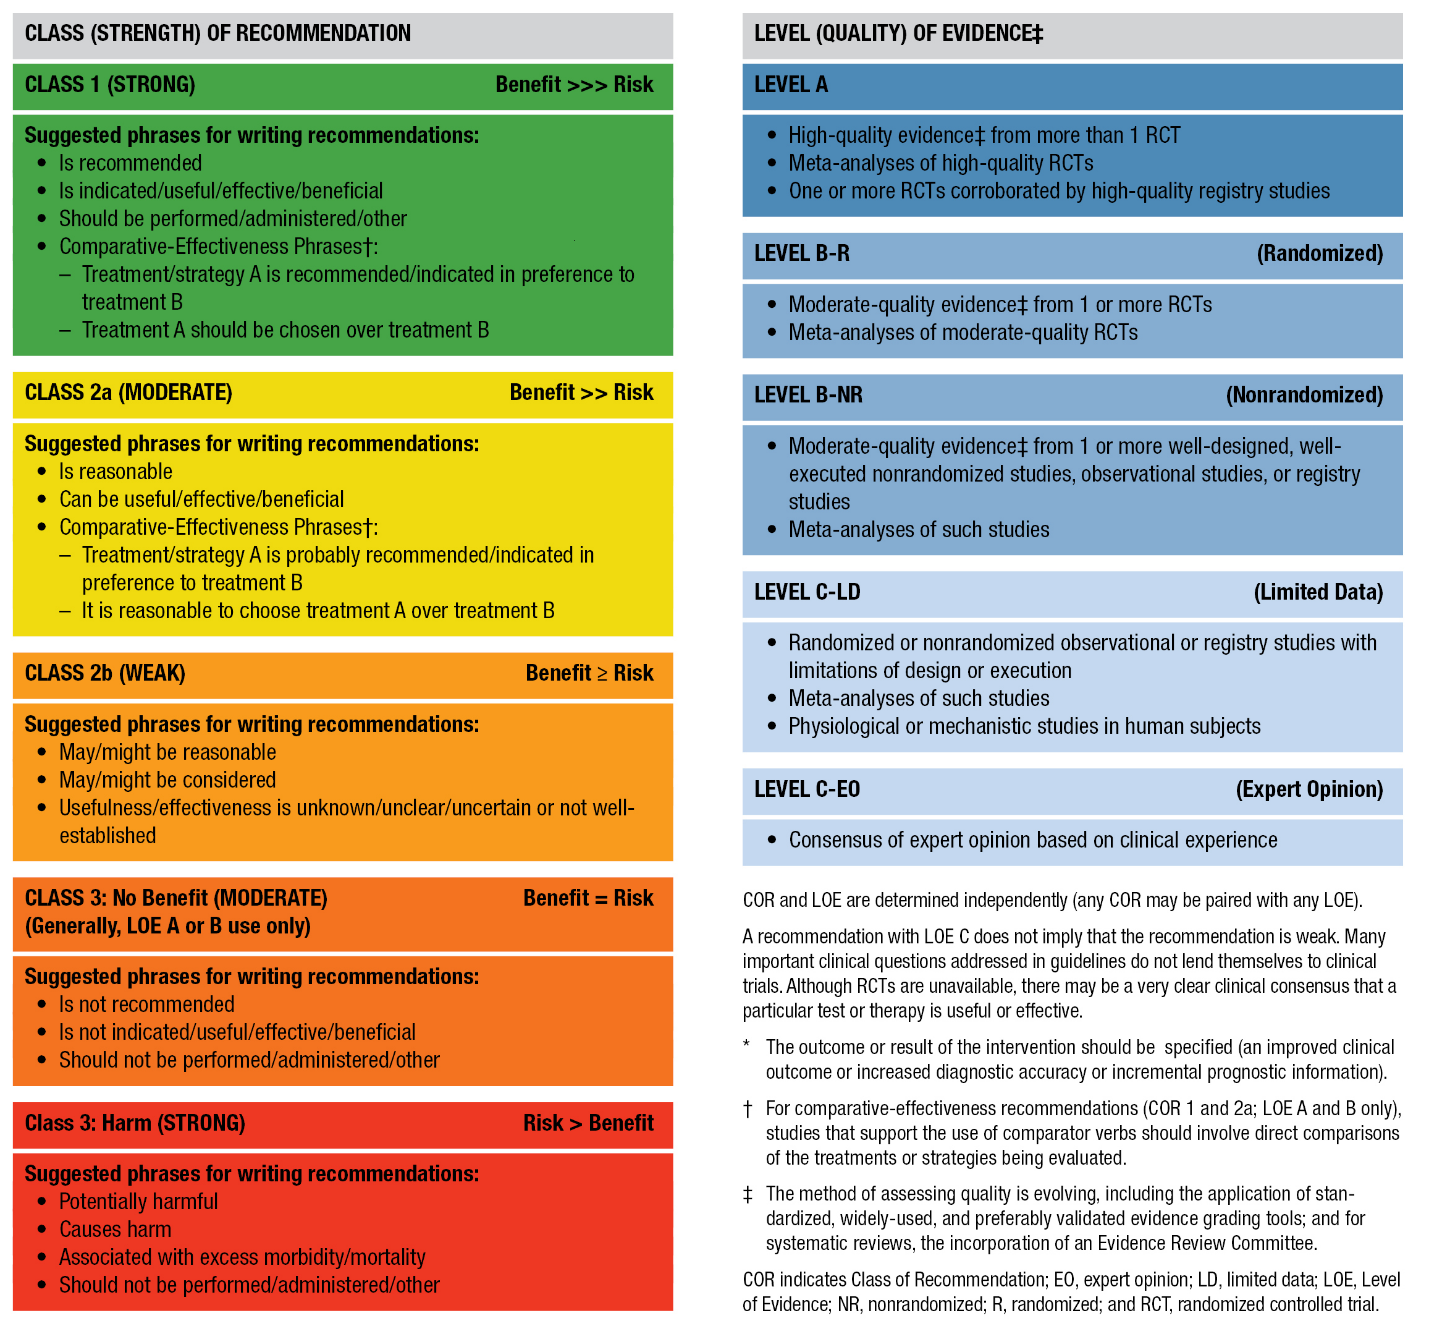 CLASS (STRENGTH) OF RECOMMENDATION
CLASS 1 (STRONG) Benefit >>> Risk
Suggested phrases for writing recommendations:
• Is recommended
• Is indicated/useful/effective/beneficial
• Should be performed/administered/other
• Comparative-Effectiveness Phrases†:
– Treatment/strategy A is recommended/indicated in preference to
treatment B
– Treatment A should be chosen over treatment B
CLASS 2a (MODERATE) Benefit >> Risk
Suggested phrases for writing recommendations:
• Is reasonable
• Can be useful/effective/beneficial
• Comparative-Effectiveness Phrases†:
– Treatment/strategy A is probably recommended/indicated in
preference to treatment B
– It is reasonable to choose treatment A over treatment B
CLASS 2b (WEAK) Benefit ≥ Risk
Suggested phrases for writing recommendations:
• May/might be reasonable
• May/might be considered
• Usefulness/effectiveness is unknown/unclear/uncertain or not well-
established
CLASS 3: No Benefit (MODERATE) Benefit = Risk
(Generally, LOE A or B use only)
Suggested phrases for writing recommendations:
• Is not recommended
• Is not indicated/useful/effective/beneficial
• Should not be performed/administered/other
Class 3: Harm (STRONG) Risk > Benefit
Suggested phrases for writing recommendations:
• Potentially harmful
• Causes harm
• Associated with excess morbidity/mortality
• Should not be performed/administered/other
LEVEL (QUALITY) OF EVIDENCE‡
LEVEL A
• High-quality evidence‡ from more than 1 RCT
• Meta-analyses of high-quality RCTs
• One or more RCTs corroborated by high-quality registry studies
LEVEL B-R (Randomized)
• Moderate-quality evidence‡ from 1 or more RCTs
• Meta-analyses of moderate-quality RCTs
LEVEL B-NR (Nonrandomized)
• Moderate-quality evidence‡ from 1 or more well-designed, well-
executed nonrandomized studies, observational studies, or registry
studies
• Meta-analyses of such studies
LEVEL C-LD (Limited Data)
• Randomized or nonrandomized observational or registry studies with
limitations of design or execution
• Meta-analyses of such studies
• Physiological or mechanistic studies in human subjects
LEVEL C-EO (Expert Opinion)
• Consensus of expert opinion based on clinical experience
COR and LOE are determined independently (any COR may be paired with any LOE).
A recommendation with LOE C does not imply that the recommendation is weak. Many
important clinical questions addressed in guidelines do not lend themselves to clinical
trials. Although RCTs are unavailable, there may be a very clear clinical consensus that a
particular test or therapy is useful or effective.
* The outcome or result of the intervention should be specified (an improved clinical
outcome or increased diagnostic accuracy or incremental prognostic information).
† For comparative-effectiveness recommendations (COR 1 and 2a; LOE A and B only),
studies that support the use of comparator verbs should involve direct comparisons
of the treatments or strategies being evaluated.
‡ The method of assessing quality is evolving, including the application of stan-
dardized, widely-used, and preferably validated evidence grading tools; and for
systematic reviews, the incorporation of an Evidence Review Committee.
COR indicates Class of Recommendation; EO, expert opinion; LD, limited data; LOE, Level
of Evidence; NR, nonrandomized; R, randomized; and RCT, randomized controlled trial.